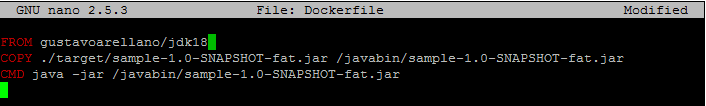 GNU nano 2.5.3 File: Dockerfile Modified
FROM gustavoarellano/jdk18
COPY ./target/sample-1.0-SNAPSHOT-fat.jar /javabin/sample-1.0-SNAPSHOT-fat.jar
CMD java -jar /javabin/sample-1.0-SNAPSHOT-fat.jar